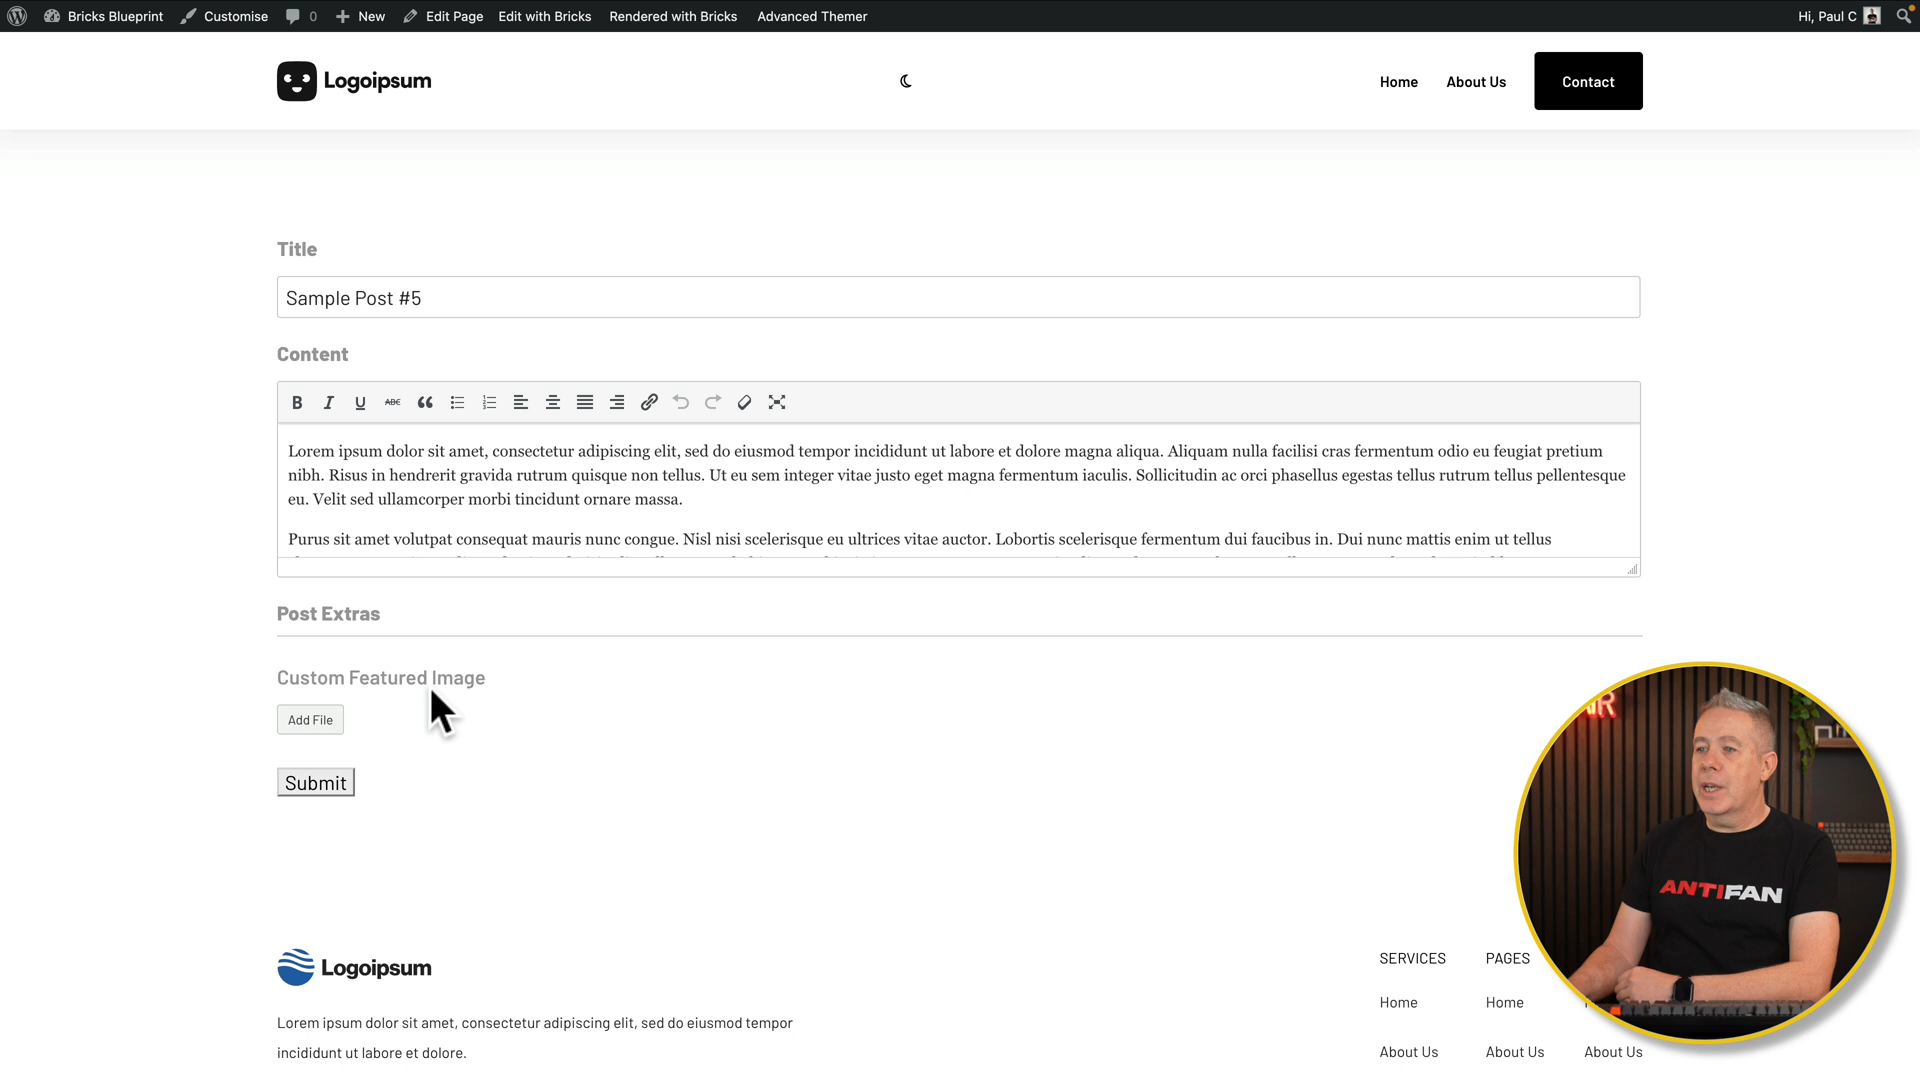 Bricks Blueprint Customise 0 New Edit Page Edit with Bricks Rendered with Bricks Advanced Themer Hi, Paul C
Logoipsum Home About Us Contact
Title
Sample Post #5
Content
B I U ABC
Lorem ipsum dolor sit amet, consectetur adipiscing elit, sed do eiusmod tempor incididunt ut labore et dolore magna aliqua. Aliquam nulla facilisi cras fermentum odio eu feugiat pretium
nibh. Risus in hendrerit gravida rutrum quisque non tellus. Ut eu sem integer vitae justo eget magna fermentum iaculis. Sollicitudin ac orci phasellus egestas tellus rutrum tellus pellentesque
eu. Velit sed ullamcorper morbi tincidunt ornare massa.
Purus sit amet volutpat consequat mauris nunc congue. Nisl nisi scelerisque eu ultrices vitae auctor. Lobortis scelerisque fermentum dui faucibus in. Dui nunc mattis enim ut tellus
Post Extras
Custom Featured Image
Add File
Submit
ANTIFAN
Logoipsum
Lorem ipsum dolor sit amet, consectetur adipiscing elit, sed do eiusmod tempor
incididunt ut labore et dolore.
SERVICES PAGES
Home Home
About Us About Us About Us